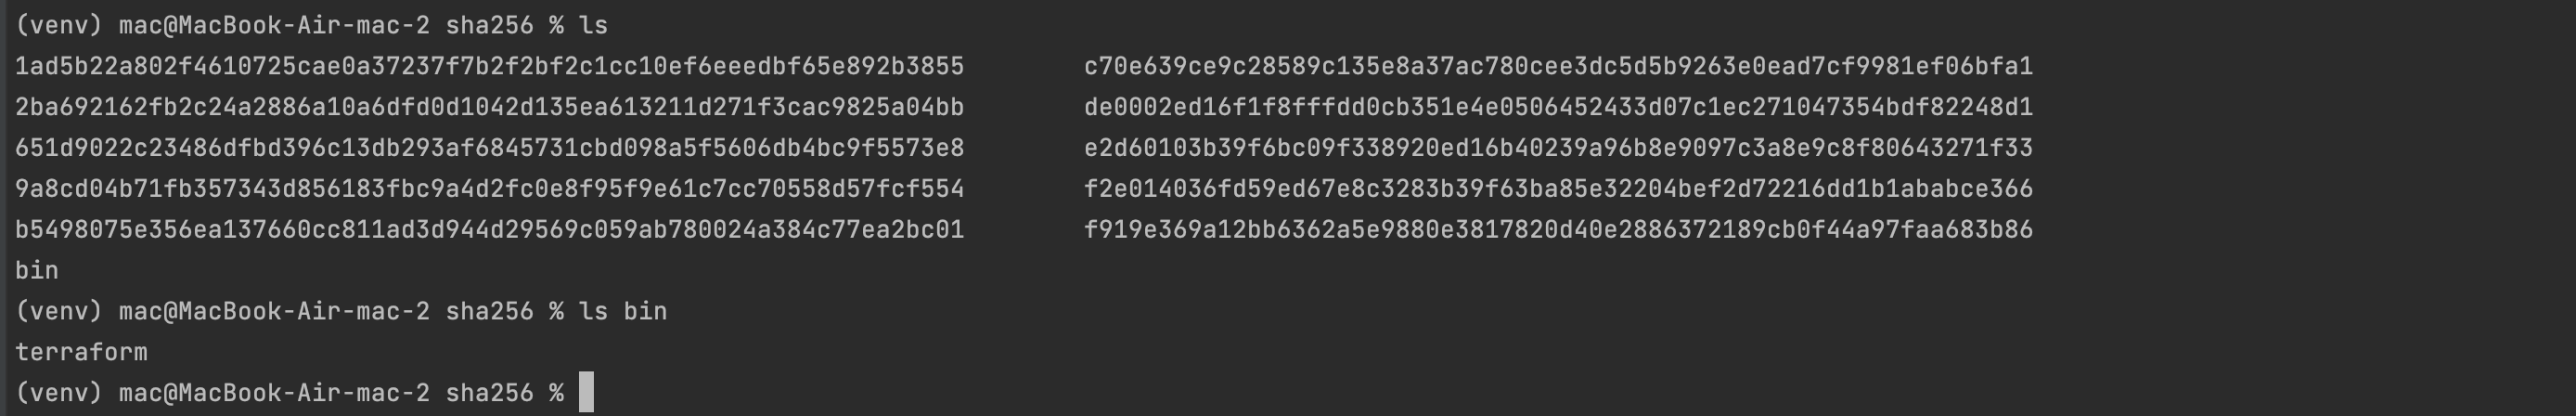 (venv) mac@MacBook-Air-mac-2 sha256 % ls
1ad5b22a802f4610725cae0a37237f7b2f2bf2c1cc10ef6eeedbf65e892b3855 c70e639ce9c28589c135e8a37ac780cee3dc5d5b9263e0ead7cf9981ef06bfa1
2ba692162fb2c24a2886a10a6dfd0d1042d135ea613211d271f3cac9825a04bb de0002ed16f1f8fffdd0cb351e4e0506452433d07c1ec271047354bdf82248d1
651d9022c23486dfbd396c13db293af6845731cbd098a5f5606db4bc9f5573e8 e2d60103b39f6bc09f338920ed16b40239a96b8e9097c3a8e9c8f80643271f33
9a8cd04b71fb357343d856183fbc9a4d2fc0e8f95f9e61c7cc70558d57fcf554 f2e014036fd59ed67e8c3283b39f63ba85e32204bef2d72216dd1b1ababce366
b5498075e356ea137660cc811ad3d944d29569c059ab780024a384c77ea2bc01 f919e369a12bb6362a5e9880e3817820d40e2886372189cb0f44a97faa683b86
bin
(venv) mac@MacBook-Air-mac-2 sha256 % ls bin
terraform
(venv) mac@MacBook-Air-mac-2 sha256 %